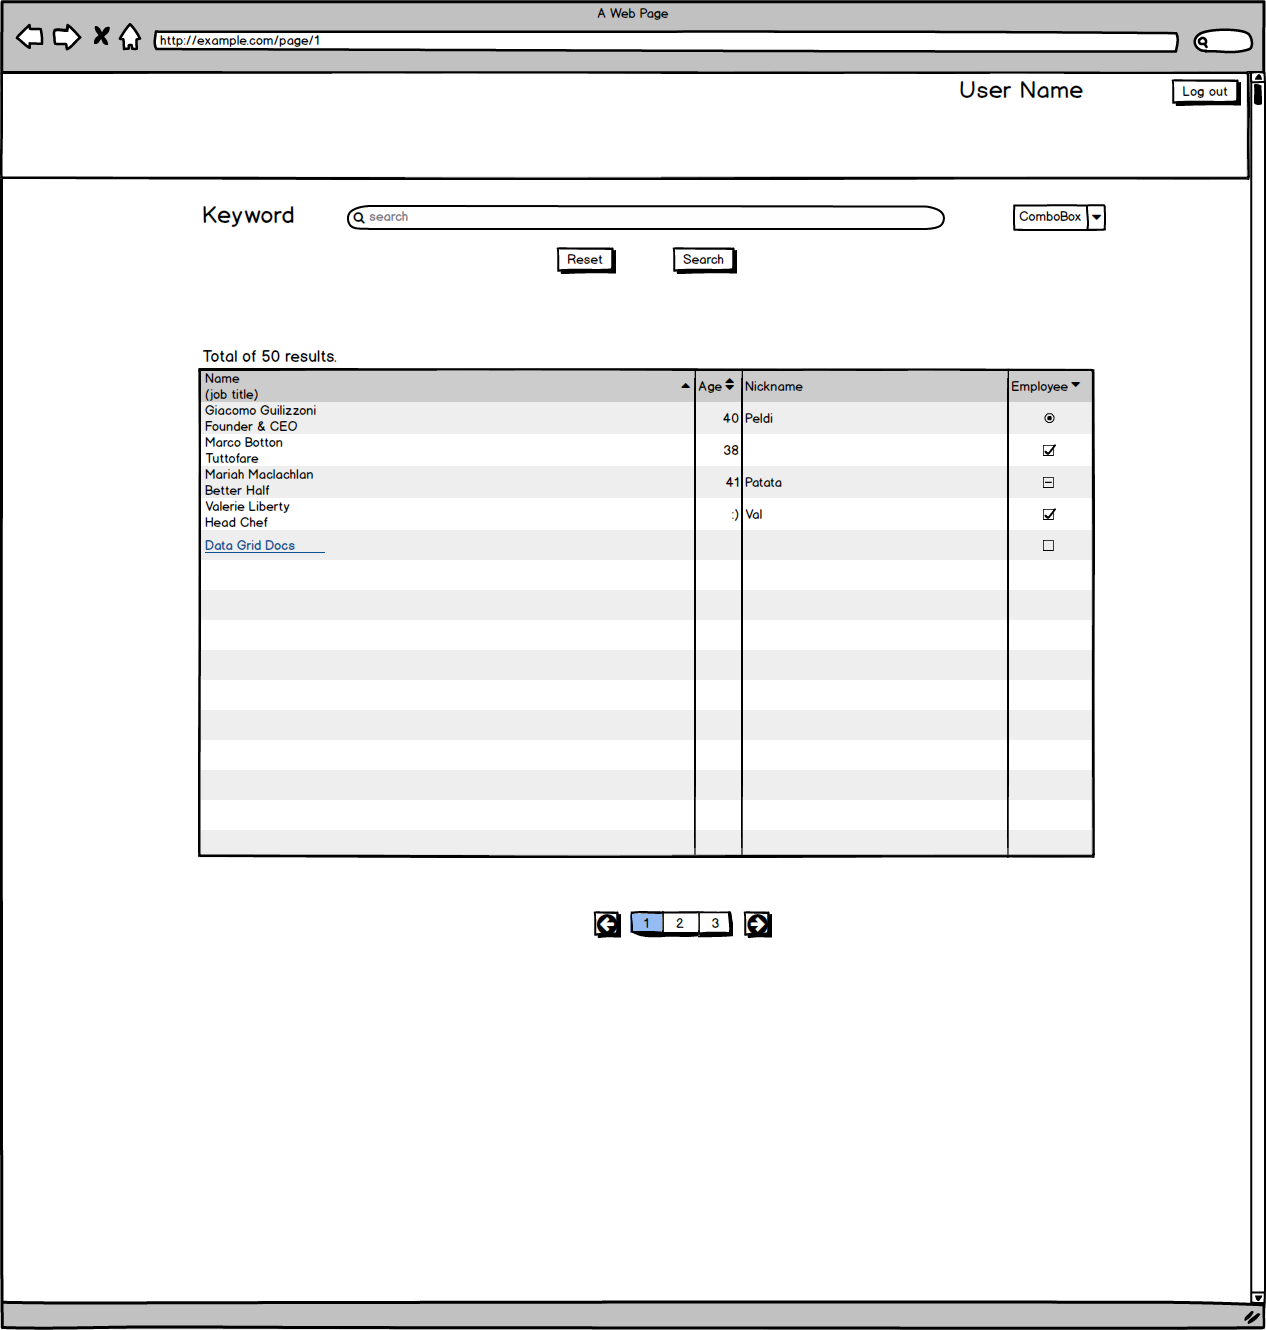 A Web Page
http://example.com/page/1
User Name
Log out
Keyword
search
ComboBox
Reset
Search
Total of 50 results.
Name
(job title)
Age
Nickname
Employee
Giacomo Guilizzoni
Founder & CEO
40
Peldi
Marco Botton
Tuttofare
38
Mariah Maclachlan
Better Half
41
Patata
Valerie Liberty
Head Chef
:)
Val
Data Grid Docs
1
2
3